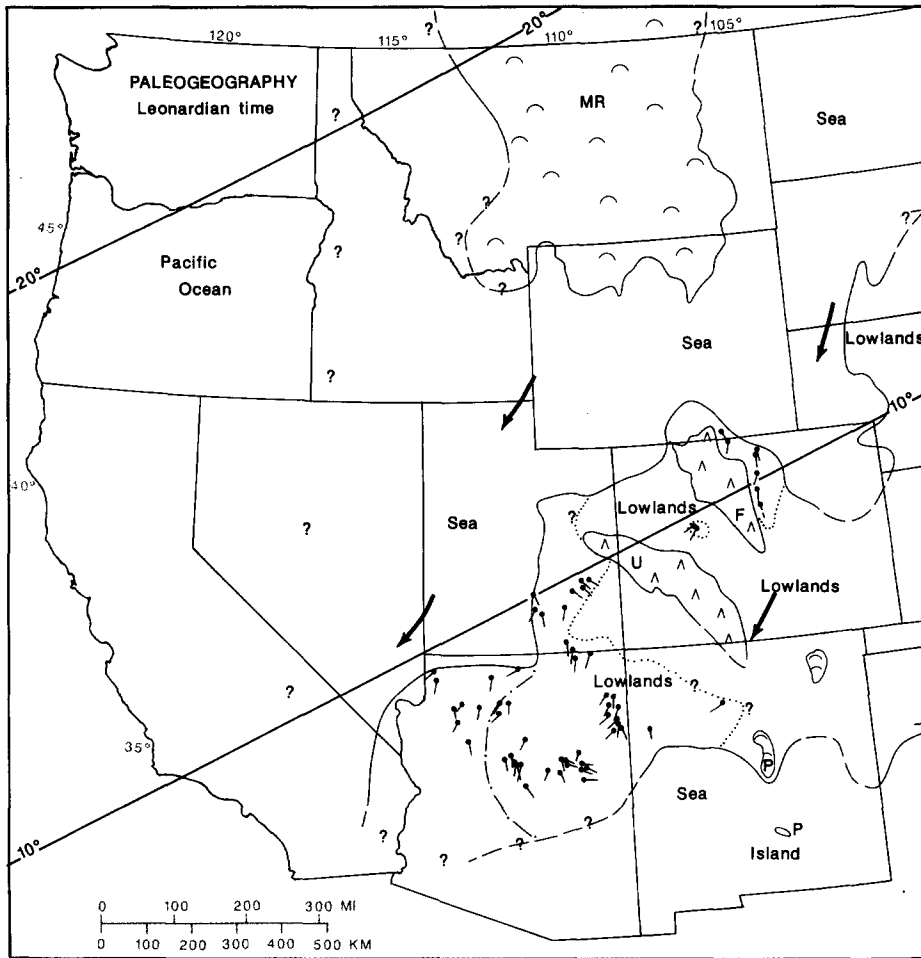 120°
115°
20°
110°
105°
?
?
PALEOGEOGRAPHY
Leonardian time
MR
Sea
?
?
?
45°
?
?
?
Pacific
Ocean
20°
Sea
Lowlands
?
10°
40°
?
Sea
Lowlands
F
?
U
Lowlands
Lowlands
?
?
?
35°
P
Sea
P
Island
?
?
?
?
10°
0 100 200 300 MI
0 100 200 300 400 500 KM